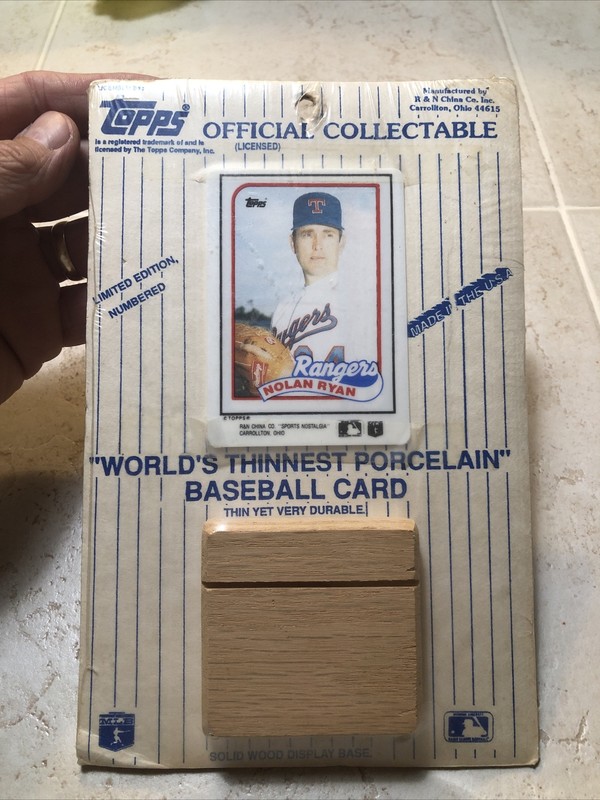 Topps®
is a registered trademark of and is
licensed by The Topps Company, Inc.
Manufactured by
R & N China Co. Inc.
Carrollton, Ohio 44615
OFFICIAL COLLECTABLE
(LICENSED)
LIMITED EDITION,
NUMBERED
MADE IN THE U.S.A.
Topps
T
Rangers
Rangers
NOLAN RYAN
© TOPPS®
R&N CHINA CO. "SPORTS NOSTALGIA"
CARROLLTON, OHIO
"WORLD'S THINNEST PORCELAIN"
BASEBALL CARD
THIN YET VERY DURABLE.
SOLID WOOD DISPLAY BASE.